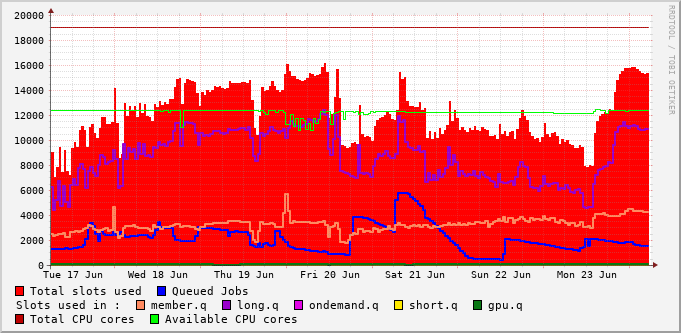 20000
18000
16000
14000
12000
10000
8000
6000
4000
2000
0
Tue 17 Jun Wed 18 Jun Thu 19 Jun Fri 20 Jun Sat 21 Jun Sun 22 Jun Mon 23 Jun
Total slots used Queued Jobs
Slots used in : member.q long.q ondemand.q short.q gpu.q
Total CPU cores Available CPU cores
RRDTOOL / TOBI OETIKER